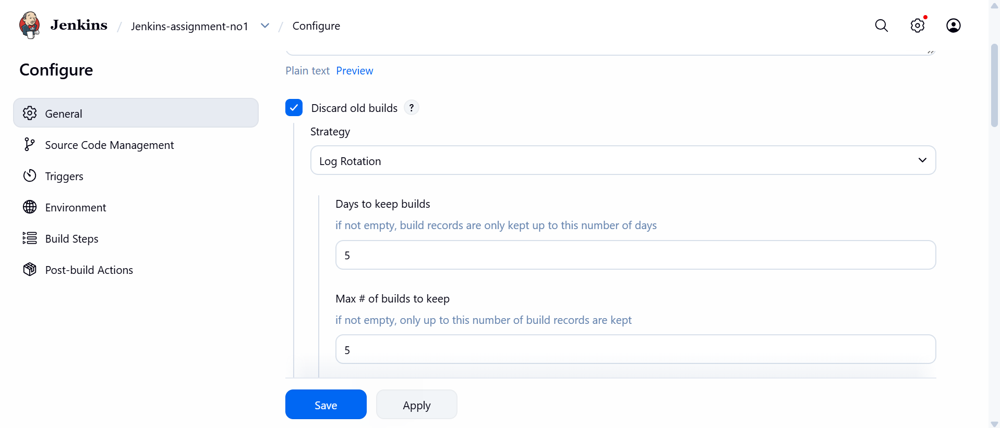 Jenkins / Jenkins-assignment-no1 / Configure
Configure
General
Source Code Management
Triggers
Environment
Build Steps
Post-build Actions
Plain text Preview
Discard old builds ?
Strategy
Log Rotation
Days to keep builds
if not empty, build records are only kept up to this number of days
5
Max # of builds to keep
if not empty, only up to this number of build records are kept
5
Save Apply